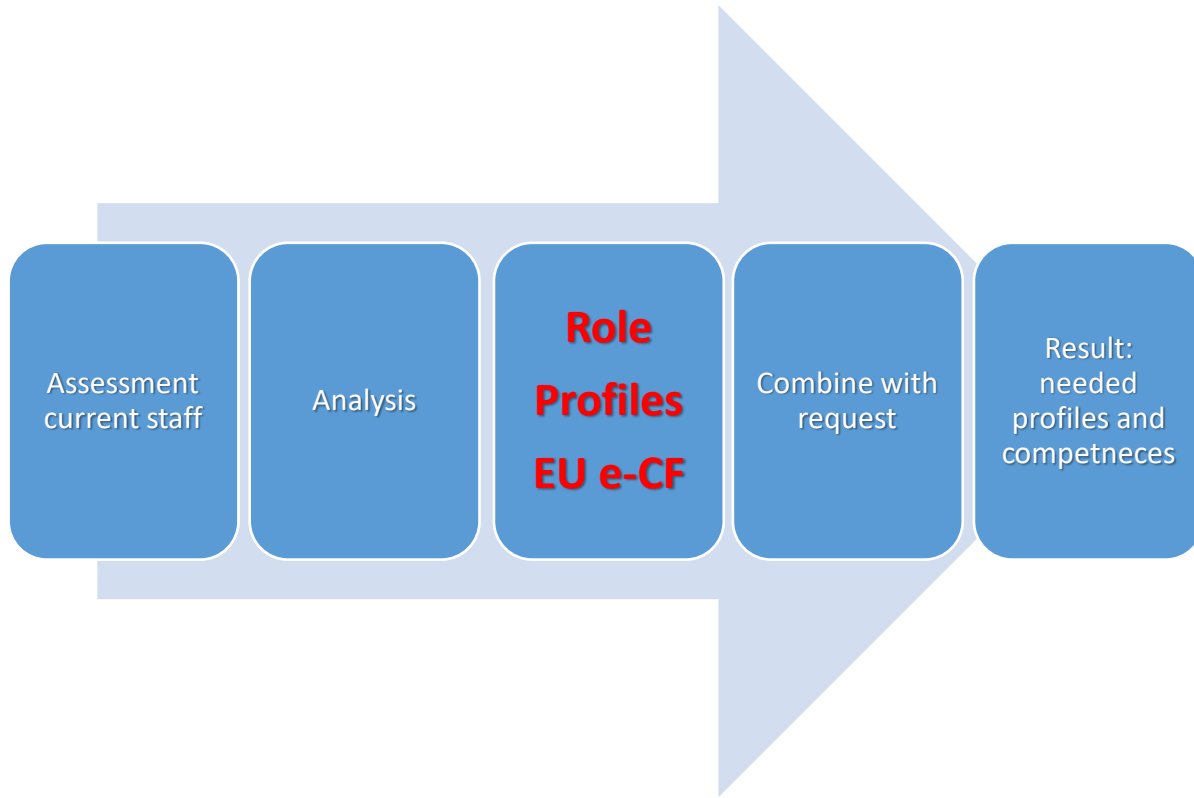 Assessment
current staff
Analysis
Role
Profiles
EU e-CF
Combine with
request
Result:
needed
profiles and
competneces